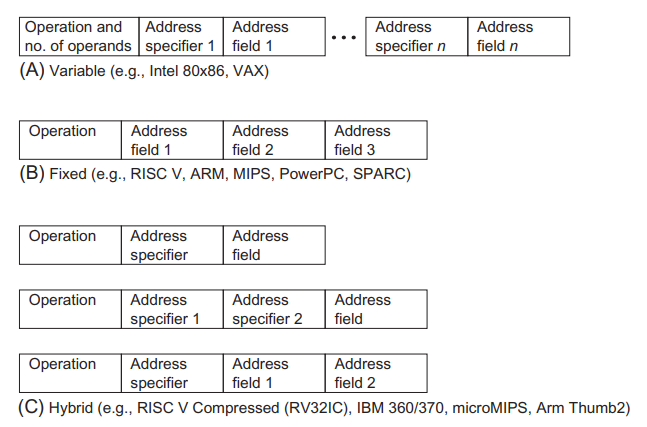 Operation and no. of operands Address specifier 1 Address field 1 • • • Address specifier n Address field n
(A) Variable (e.g., Intel 80x86, VAX)
Operation Address field 1 Address field 2 Address field 3
(B) Fixed (e.g., RISC V, ARM, MIPS, PowerPC, SPARC)
Operation Address specifier Address field
Operation Address specifier 1 Address specifier 2 Address field
Operation Address specifier Address field 1 Address field 2
(C) Hybrid (e.g., RISC V Compressed (RV32IC), IBM 360/370, microMIPS, Arm Thumb2)